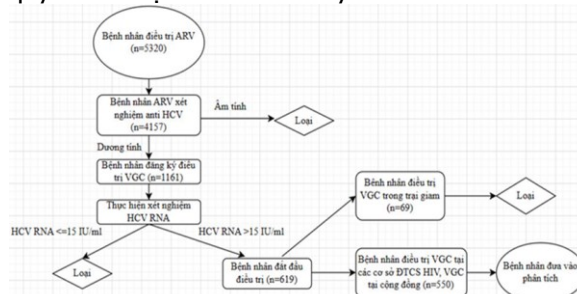 Bệnh nhân điều trị ARV
(n=5320)
Bệnh nhân ARV xét
nghiệm anti HCV
(n=4157)
Âm tính
Loại
Dương tính
Bệnh nhân đăng ký điều
trị VGC (n=1161)
Thực hiện xét nghiệm
HCV RNA
HCV RNA <=15 IU/ml
HCV RNA >15 IU/ml
Loại
Bệnh nhân đắt đầu
điều trị (n=619)
Bệnh nhân điều trị
VGC trong trại giam
(n=69)
Loại
Bệnh nhân điều trị VGC tại
các cơ sở ĐTCS HIV, VGC
tại cộng đồng (n=550)
Bệnh nhân đưa vào
phân tích